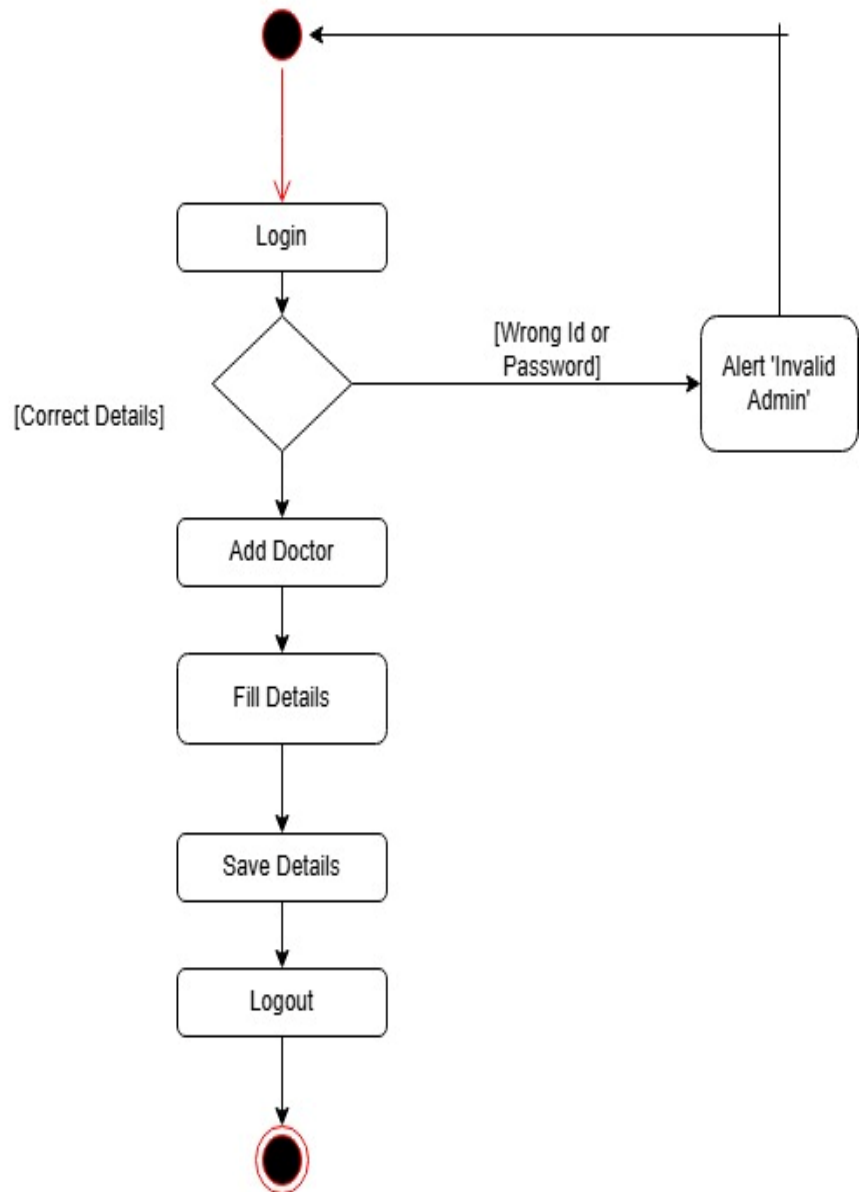 Login
[Wrong Id or
Password]
Alert 'Invalid
Admin'
[Correct Details]
Add Doctor
Fill Details
Save Details
Logout